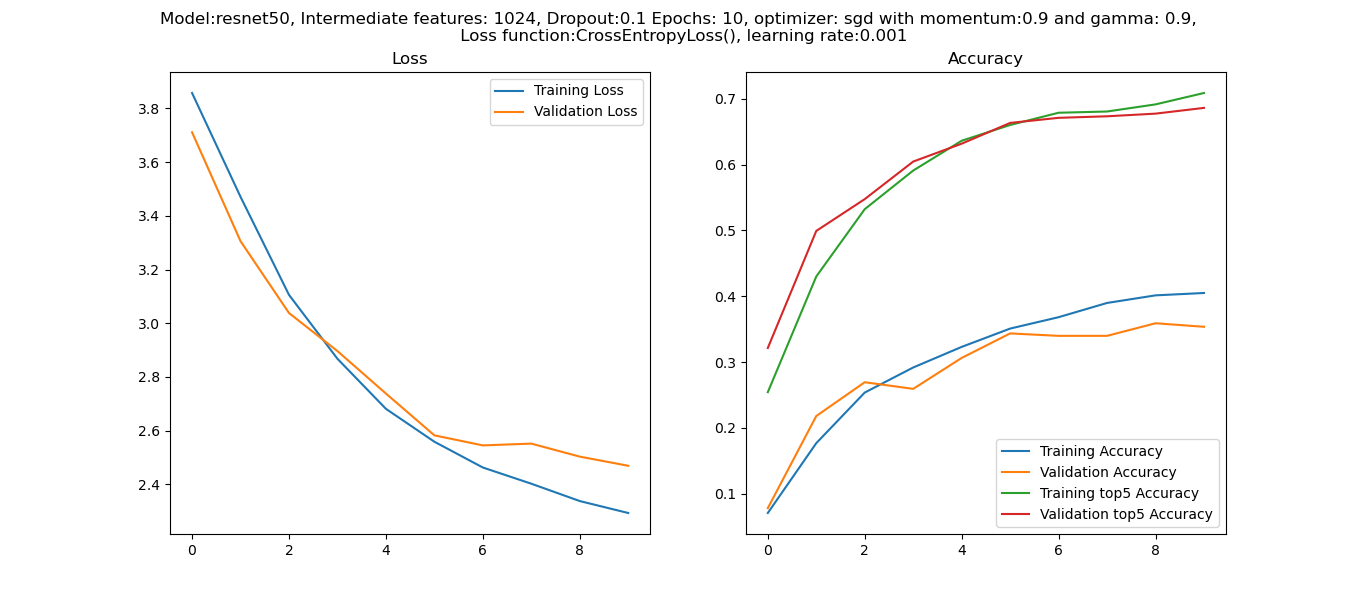 Model:resnet50, Intermediate features: 1024, Dropout:0.1 Epochs: 10, optimizer: sgd with momentum:0.9 and gamma: 0.9,
Loss function:CrossEntropyLoss(), learning rate:0.001
Loss
Training Loss
Validation Loss
3.8
3.6
3.4
3.2
3.0
2.8
2.6
2.4
0 2 4 6 8
Accuracy
0.7
0.6
0.5
0.4
0.3
0.2
0.1
Training Accuracy
Validation Accuracy
Training top5 Accuracy
Validation top5 Accuracy
0 2 4 6 8